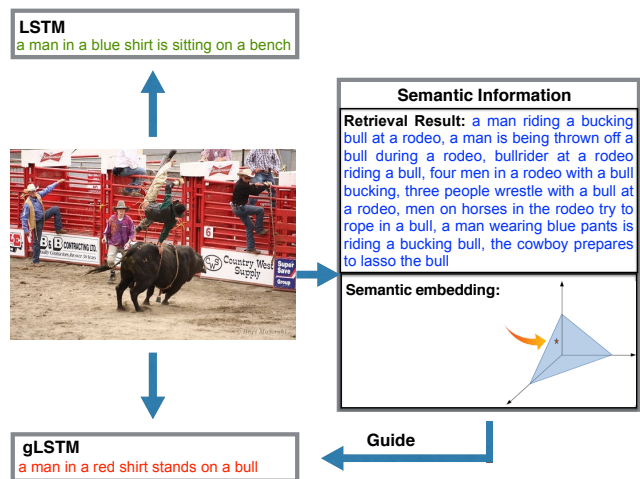 LSTM
a man in a blue shirt is sitting on a bench
Semantic Information
Retrieval Result: a man riding a bucking
bull at a rodeo, a man is being thrown off a
bull during a rodeo, bullrider at a rodeo
riding a bull, four men in a rodeo with a bull
bucking, three people wrestle with a bull at
a rodeo, men on horses in the rodeo try to
rope in a bull, a man wearing blue pants is
riding a bucking bull, the cowboy prepares
to lasso the bull
6
B&B CONTRACTING LTD.
CWS
Country West
Supply
Super
Save
Group
Semantic embedding:
*
Guide
gLSTM
a man in a red shirt stands on a bull